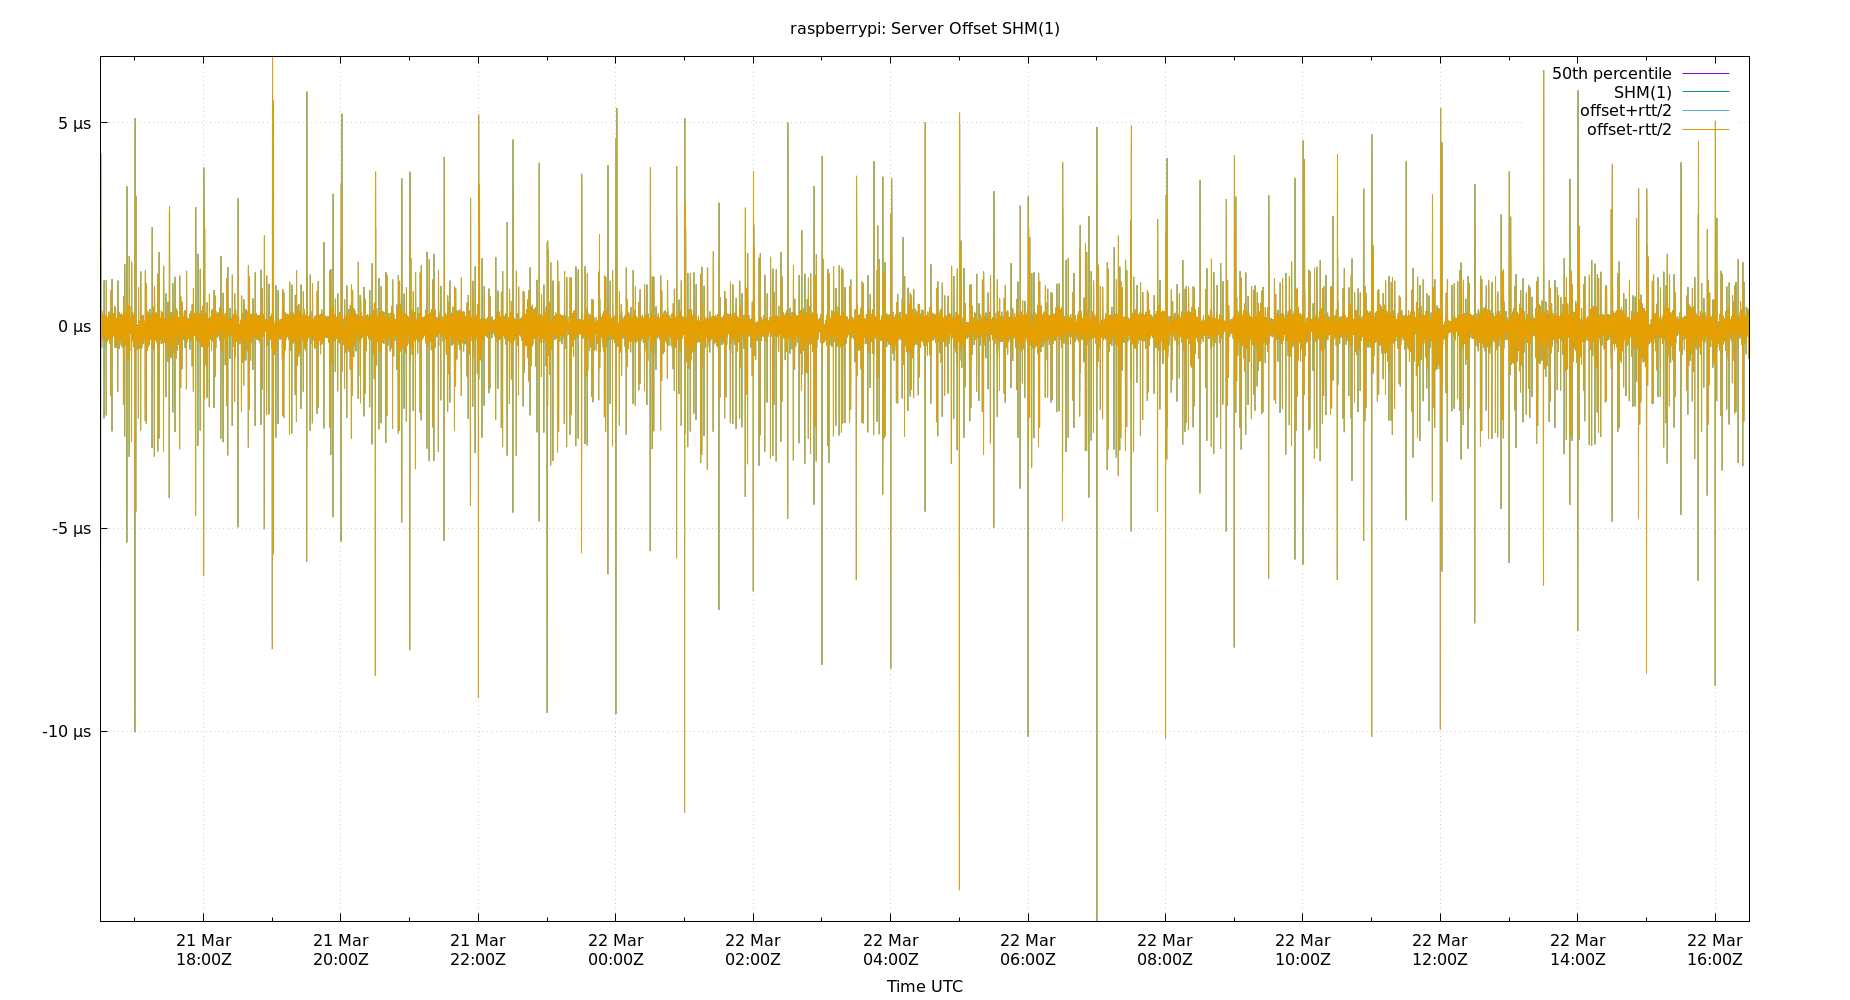 raspberrypi: Server Offset SHM(1)
50th percentile
SHM(1)
offset+rtt/2
offset-rtt/2
5 µs
0 µs
-5 µs
-10 µs
21 Mar 21 Mar 21 Mar 22 Mar 22 Mar 22 Mar 22 Mar 22 Mar 22 Mar 22 Mar 22 Mar 22 Mar
18:00Z 20:00Z 22:00Z 00:00Z 02:00Z 04:00Z 06:00Z 08:00Z 10:00Z 12:00Z 14:00Z 16:00Z
Time UTC